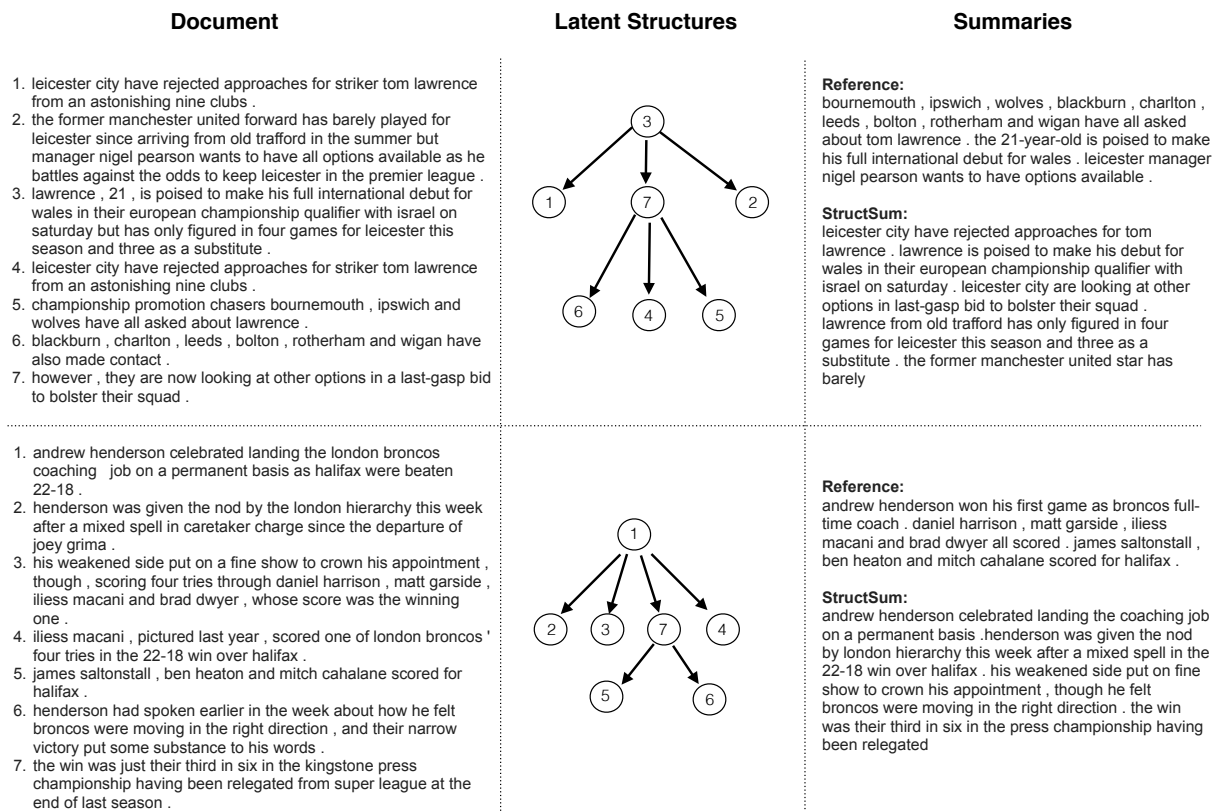 Document
Latent Structures
Summaries
1. leicester city have rejected approaches for striker tom lawrence
from an astonishing nine clubs .
2. the former manchester united forward has barely played for
leicester since arriving from old trafford in the summer but
manager nigel pearson wants to have all options available as he
battles against the odds to keep leicester in the premier league .
3. lawrence , 21 , is poised to make his full international debut for
wales in their european championship qualifier with israel on
saturday but has only figured in four games for leicester this
season and three as a substitute .
4. leicester city have rejected approaches for striker tom lawrence
from an astonishing nine clubs .
5. championship promotion chasers bournemouth , ipswich and
wolves have all asked about lawrence .
6. blackburn , charlton , leeds , bolton , rotherham and wigan have
also made contact .
7. however , they are now looking at other options in a last-gasp bid
to bolster their squad .
3
1
7
2
6
4
5
Reference:
bournemouth , ipswich , wolves , blackburn , charlton ,
leeds , bolton , rotherham and wigan have all asked
about tom lawrence . the 21-year-old is poised to make
his full international debut for wales . leicester manager
nigel pearson wants to have options available .
StructSum:
leicester city have rejected approaches for tom
lawrence . lawrence is poised to make his debut for
wales in their european championship qualifier with
israel on saturday . leicester city are looking at other
options in last-gasp bid to bolster their squad .
lawrence from old trafford has only figured in four
games for leicester this season and three as a
substitute . the former manchester united star has
barely
1. andrew henderson celebrated landing the london broncos
coaching job on a permanent basis as halifax were beaten
22-18 .
2. henderson was given the nod by the london hierarchy this week
after a mixed spell in caretaker charge since the departure of
joey grima .
3. his weakened side put on a fine show to crown his appointment ,
though , scoring four tries through daniel harrison , matt garside ,
iliess macani and brad dwyer , whose score was the winning
one .
4. iliess macani , pictured last year , scored one of london broncos '
four tries in the 22-18 win over halifax .
5. james saltonstall , ben heaton and mitch cahalane scored for
halifax .
6. henderson had spoken earlier in the week about how he felt
broncos were moving in the right direction , and their narrow
victory put some substance to his words .
7. the win was just their third in six in the kingstone press
championship having been relegated from super league at the
end of last season .
1
2
3
7
4
5
6
Reference:
andrew henderson won his first game as broncos full-
time coach . daniel harrison , matt garside , iliess
macani and brad dwyer all scored . james saltonstall ,
ben heaton and mitch cahalane scored for halifax .
StructSum:
andrew henderson celebrated landing the coaching job
on a permanent basis .henderson was given the nod
by london hierarchy this week after a mixed spell in the
22-18 win over halifax . his weakened side put on fine
show to crown his appointment , though he felt
broncos were moving in the right direction . the win
was their third in six in the press championship having
been relegated